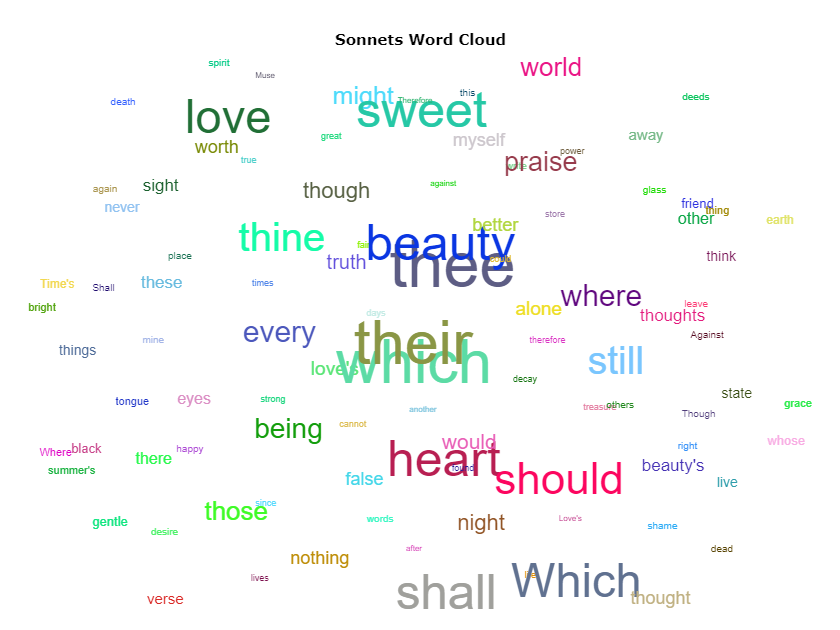 Sonnets Word Cloud
spirit
world
Muse
might
this
deeds
death
Therefore
sweet
love
great
away
myself
worth
power
true
praise
write
against
again
sight
though
glass
friend
never
thing
store
other
earth
better
thine
fair
beauty
place
truth
could
think
thee
Time's
these
times
Shall
where
bright
leave
alone
days
thoughts
every
Against
mine
therefore
things
their
which
still
love's
decay
state
tongue
eyes
strong
treasure
others
grace
another
Though
cannot
being
whose
would
Where
black
happy
right
there
heart
found
beauty's
summer's
false
should
live
since
those
gentle
words
night
Love's
shame
desire
after
dead
nothing
lives
life
Which
shall
verse
thought